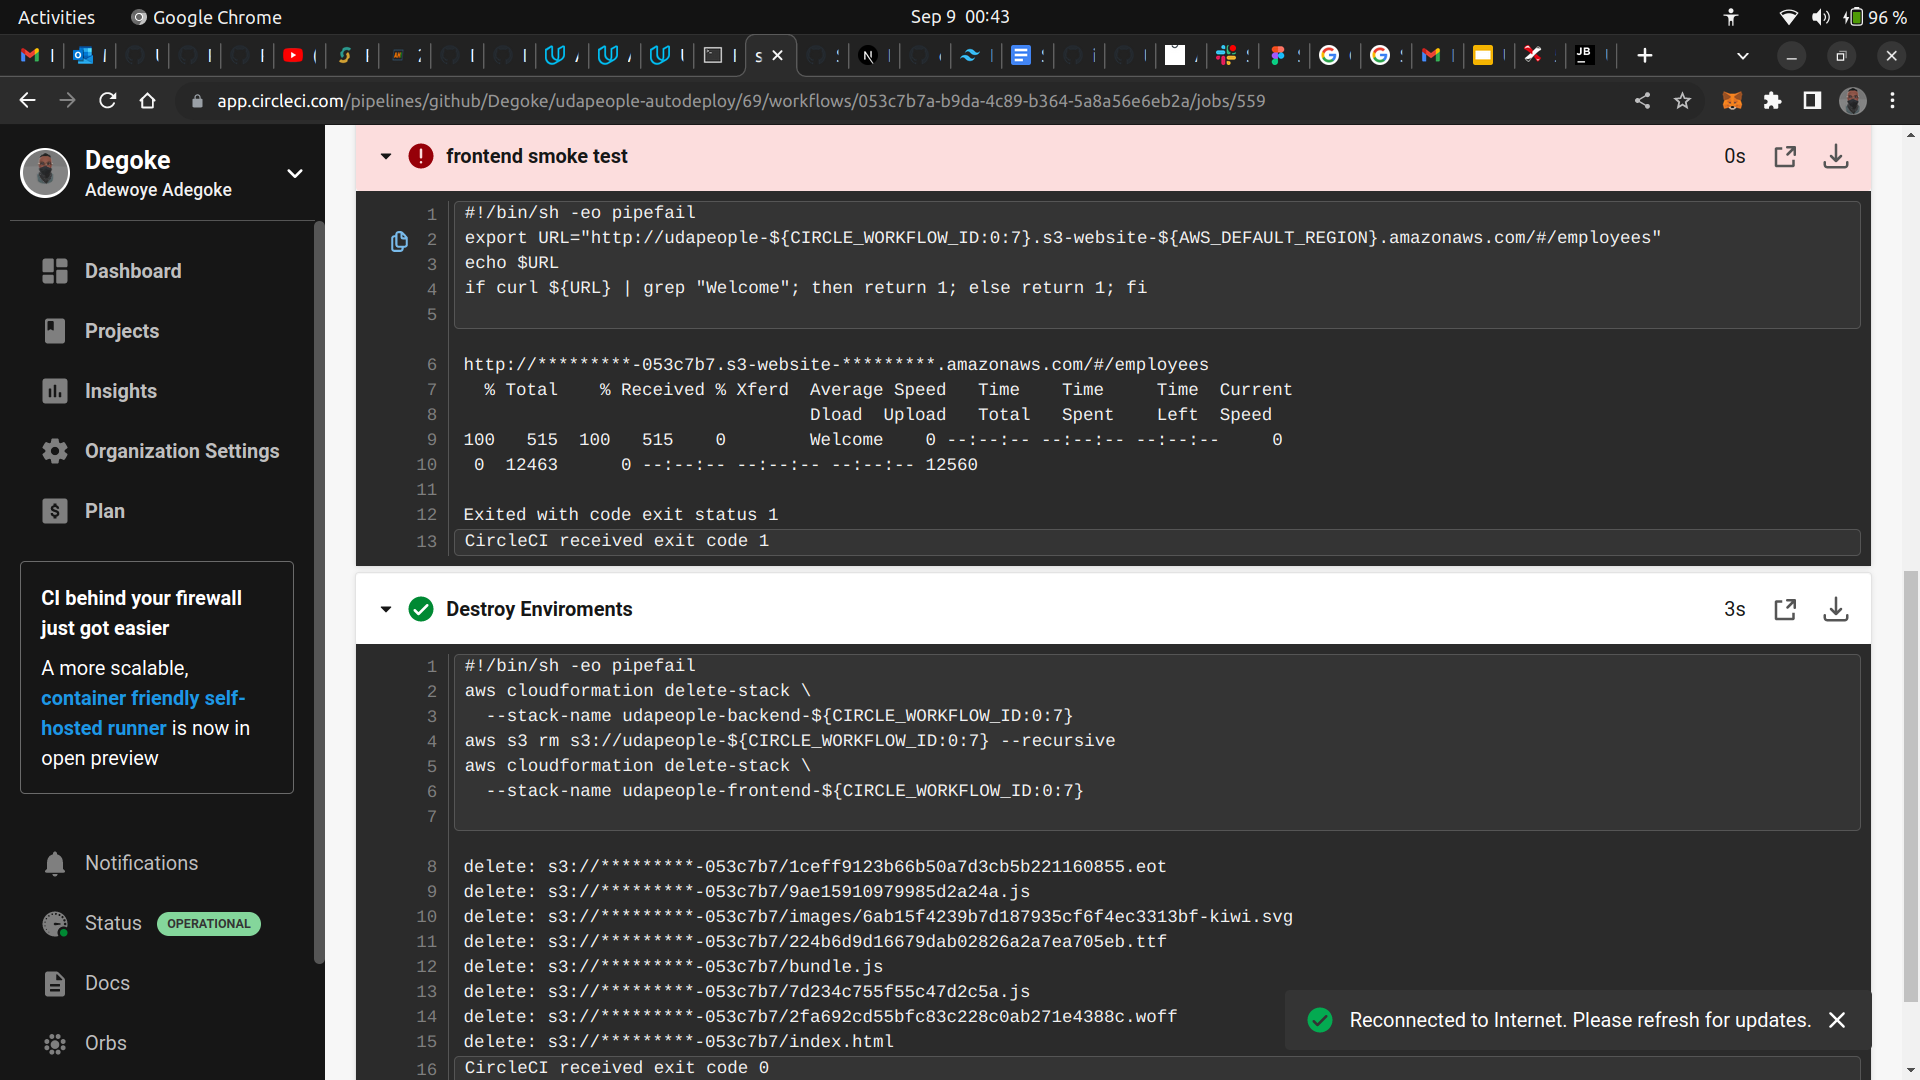 Activities
Google Chrome
Sep 9 00:43
96 %
app.circleci.com/pipelines/github/Degoke/udapeople-autodeploy/69/workflows/053c7b7a-b9da-4c89-b364-5a8a56e6eb2a/jobs/559
Degoke
Adewoye Adegoke
Dashboard
Projects
Insights
Organization Settings
Plan
CI behind your firewall
just got easier
A more scalable,
container friendly self-
hosted runner is now in
open preview
Notifications
Status OPERATIONAL
Docs
Orbs
frontend smoke test
0s
1 #!/bin/sh -eo pipefail
2 export URL="http://udapeople-${CIRCLE_WORKFLOW_ID:0:7}.s3-website-${AWS_DEFAULT_REGION}.amazonaws.com/#/employees"
3 echo $URL
4 if curl ${URL} | grep "Welcome"; then return 1; else return 1; fi
5
6 http://*********-053c7b7.s3-website-*********.amazonaws.com/#/employees
7 % Total % Received % Xferd Average Speed Time Time Time Current
8 Dload Upload Total Spent Left Speed
9 100 515 100 515 0 Welcome 0 --:--:-- --:--:-- --:--:-- 0
10 0 12463 0 --:--:-- --:--:-- --:--:-- 12560
11
12 Exited with code exit status 1
13 CircleCI received exit code 1
Destroy Enviroments
3s
1 #!/bin/sh -eo pipefail
2 aws cloudformation delete-stack \
3 --stack-name udapeople-backend-${CIRCLE_WORKFLOW_ID:0:7}
4 aws s3 rm s3://udapeople-${CIRCLE_WORKFLOW_ID:0:7} --recursive
5 aws cloudformation delete-stack \
6 --stack-name udapeople-frontend-${CIRCLE_WORKFLOW_ID:0:7}
7
8 delete: s3://*********-053c7b7/1ceff9123b66b50a7d3cb5b221160855.eot
9 delete: s3://*********-053c7b7/9ae15910979985d2a24a.js
10 delete: s3://*********-053c7b7/images/6ab15f4239b7d187935cf6f4ec3313bf-kiwi.svg
11 delete: s3://*********-053c7b7/224b6d9d16679dab02826a2a7ea705eb.ttf
12 delete: s3://*********-053c7b7/bundle.js
13 delete: s3://*********-053c7b7/7d234c755f55c47d2c5a.js
14 delete: s3://*********-053c7b7/2fa692cd55bfc83c228c0ab271e4388c.woff
15 delete: s3://*********-053c7b7/index.html
16 CircleCI received exit code 0
Reconnected to Internet. Please refresh for updates.